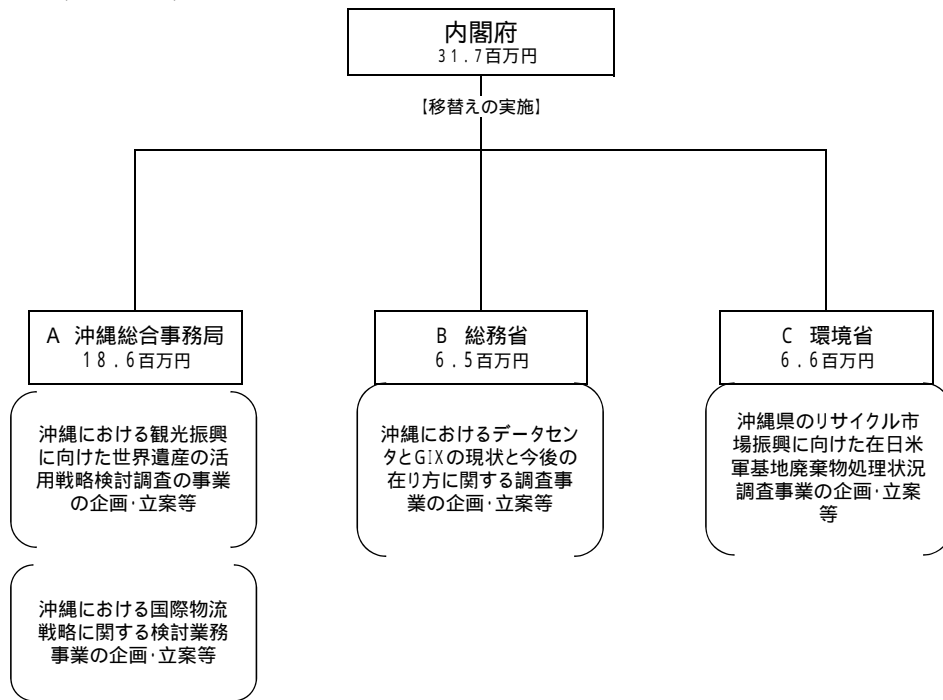 内閣府
31.7百万円
【移替えの実施】
A 沖縄総合事務局
18.6百万円
沖縄における観光振興
に向けた世界遺産の活
用戦略検討調査の事業
の企画・立案等
沖縄における国際物流
戦略に関する検討業務
事業の企画・立案等
B 総務省
6.5百万円
沖縄におけるデータセン
タとGIXの現状と今後の
在り方に関する調査事
業の企画・立案等
C 環境省
6.6百万円
沖縄県のリサイクル市
場振興に向けた在日米
軍基地廃棄物処理状況
調査事業の企画・立案
等